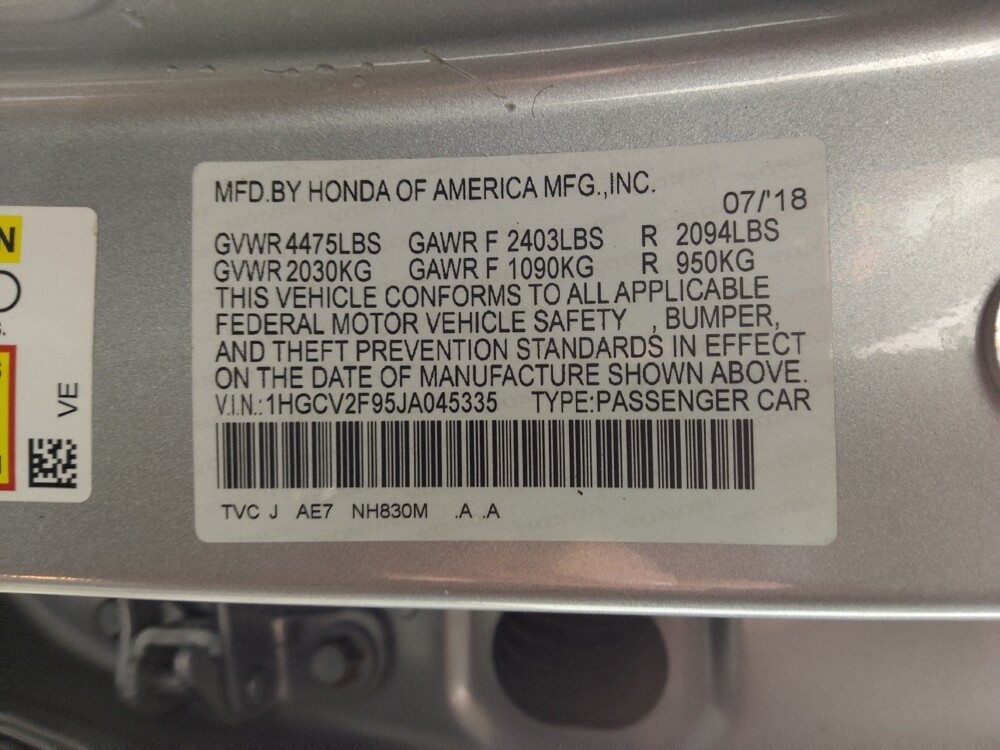 MFD.BY HONDA OF AMERICA MFG.,INC.
07/'18
GVWR 4475LBS GAWR F 2403LBS R 2094LBS
GVWR 2030KG GAWR F 1090KG R 950KG
THIS VEHICLE CONFORMS TO ALL APPLICABLE
FEDERAL MOTOR VEHICLE SAFETY , BUMPER,
AND THEFT PREVENTION STANDARDS IN EFFECT
ON THE DATE OF MANUFACTURE SHOWN ABOVE.
V.I.N.:1HGCV2F95JA045335 TYPE:PASSENGER CAR
TVC J AE7 NH830M .A .A
N
VE